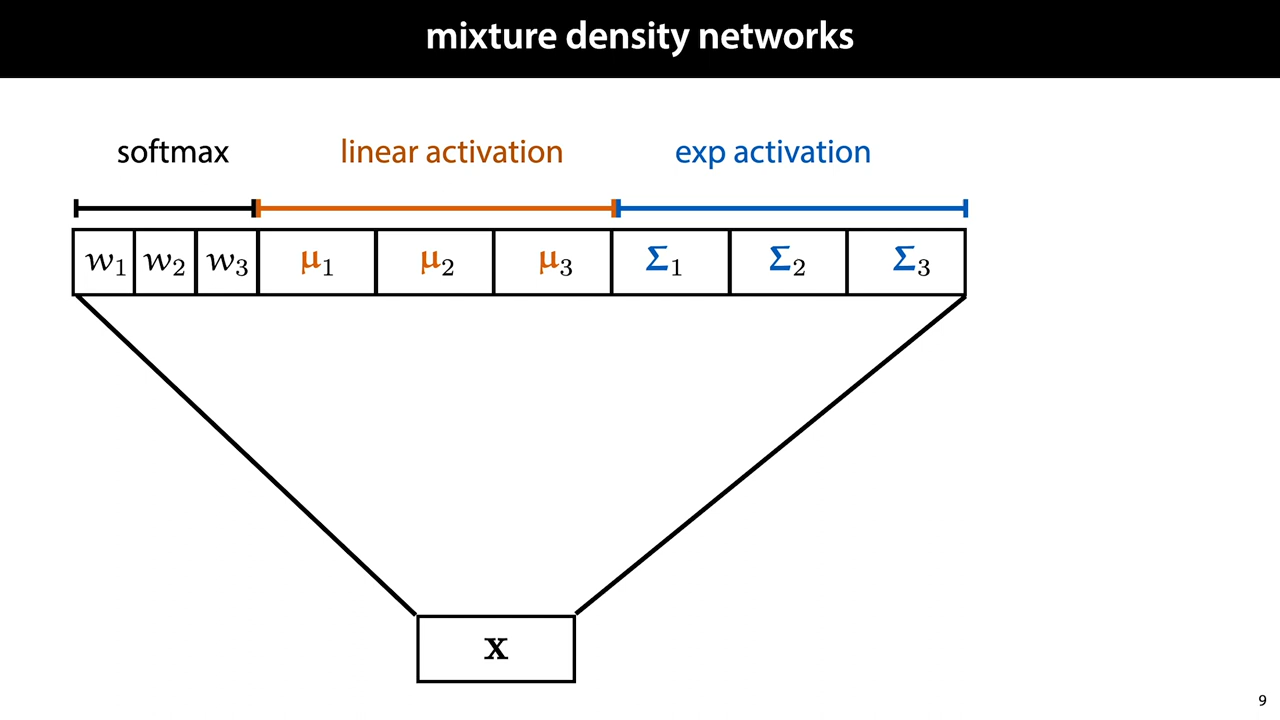 mixture density networks
softmax linear activation exp activation
w₁ w₂ w₃ μ₁ μ₂ μ₃ Σ₁ Σ₂ Σ₃
x
9